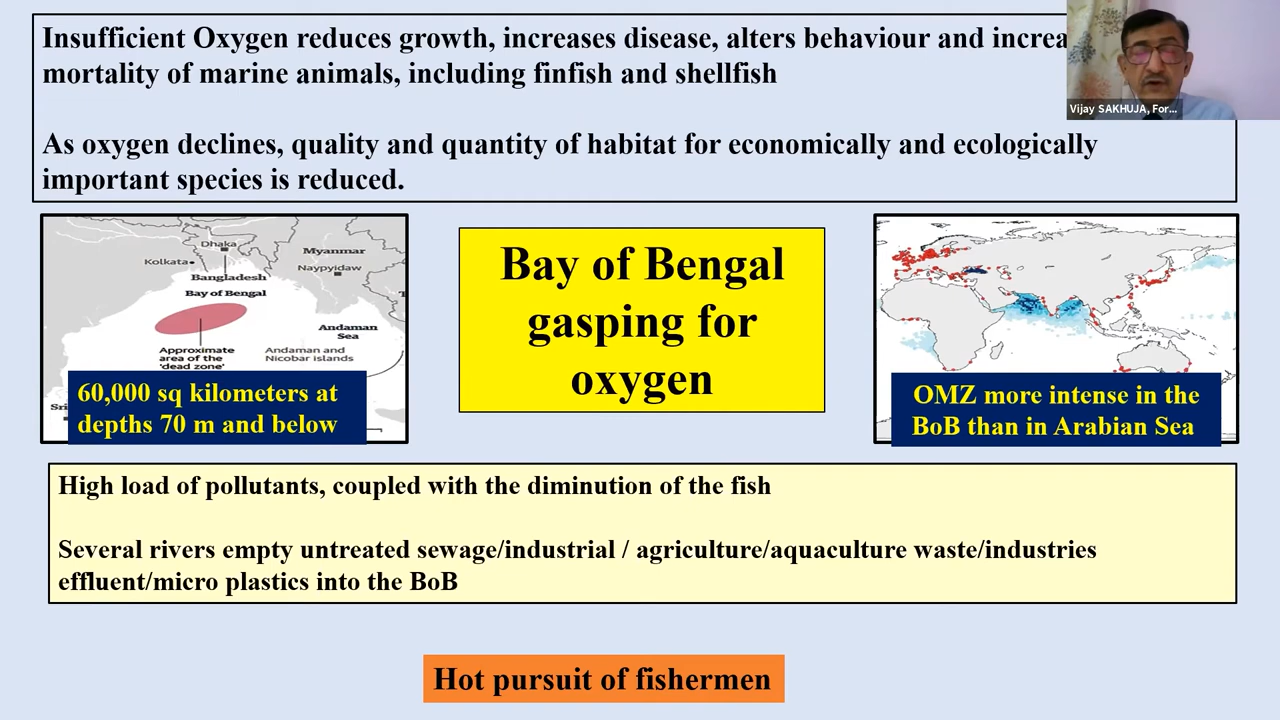 Insufficient Oxygen reduces growth, increases disease, alters behaviour and
mortality of marine animals, including finfish and shellfish
As oxygen declines, quality and quantity of habitat for economically and ecologically
important species is reduced.
Vijay SAKHUJA, For...
Dhaka
Kolkata
Bangladesh
Bay of Bengal
Myanmar
Naypyidaw
Andaman
Sea
Approximate
area of the
'dead zone'
Andaman and
Nicobar islands
60,000 sq kilometers at
depths 70 m and below
Bay of Bengal
gasping for
oxygen
OMZ more intense in the
BoB than in Arabian Sea
High load of pollutants, coupled with the diminution of the fish
Several rivers empty untreated sewage/industrial / agriculture/aquaculture waste/industries
effluent/micro plastics into the BoB
Hot pursuit of fishermen